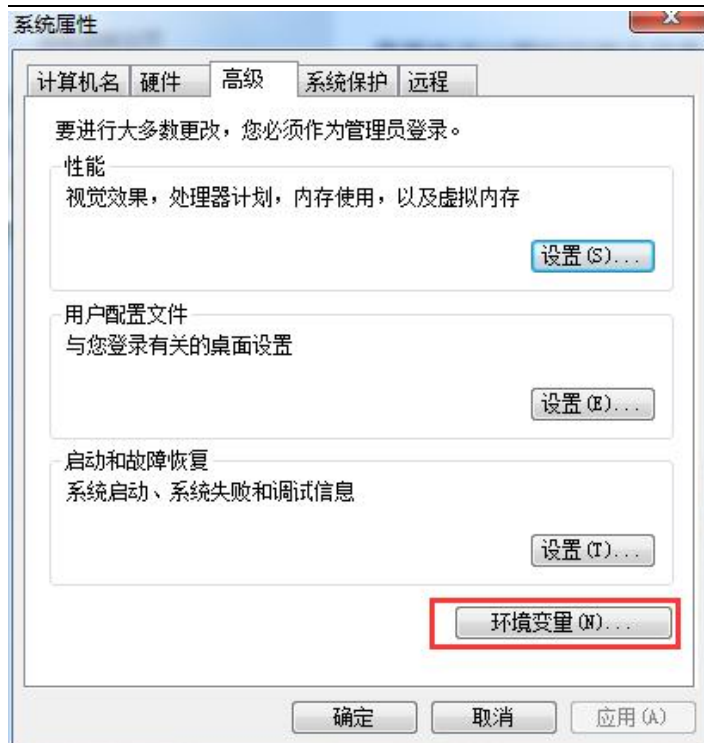 系统属性
计算机名 硬件 高级 系统保护 远程
要进行大多数更改，您必须作为管理员登录。
性能
视觉效果，处理器计划，内存使用，以及虚拟内存
设置(S)...
用户配置文件
与您登录有关的桌面设置
设置(E)...
启动和故障恢复
系统启动、系统失败和调试信息
设置(T)...
环境变量(N)...
确定 取消 应用(A)